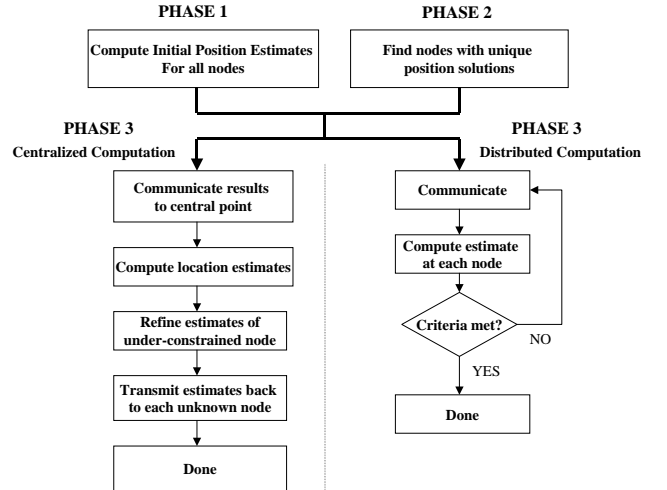 PHASE 1
PHASE 2
Compute Initial Position Estimates
For all nodes
Find nodes with unique
position solutions
PHASE 3
Centralized Computation
PHASE 3
Distributed Computation
Communicate results
to central point
Compute location estimates
Refine estimates of
under-constrained node
Transmit estimates back
to each unknown node
Done
Communicate
Compute estimate
at each node
Criteria met?
NO
YES
Done